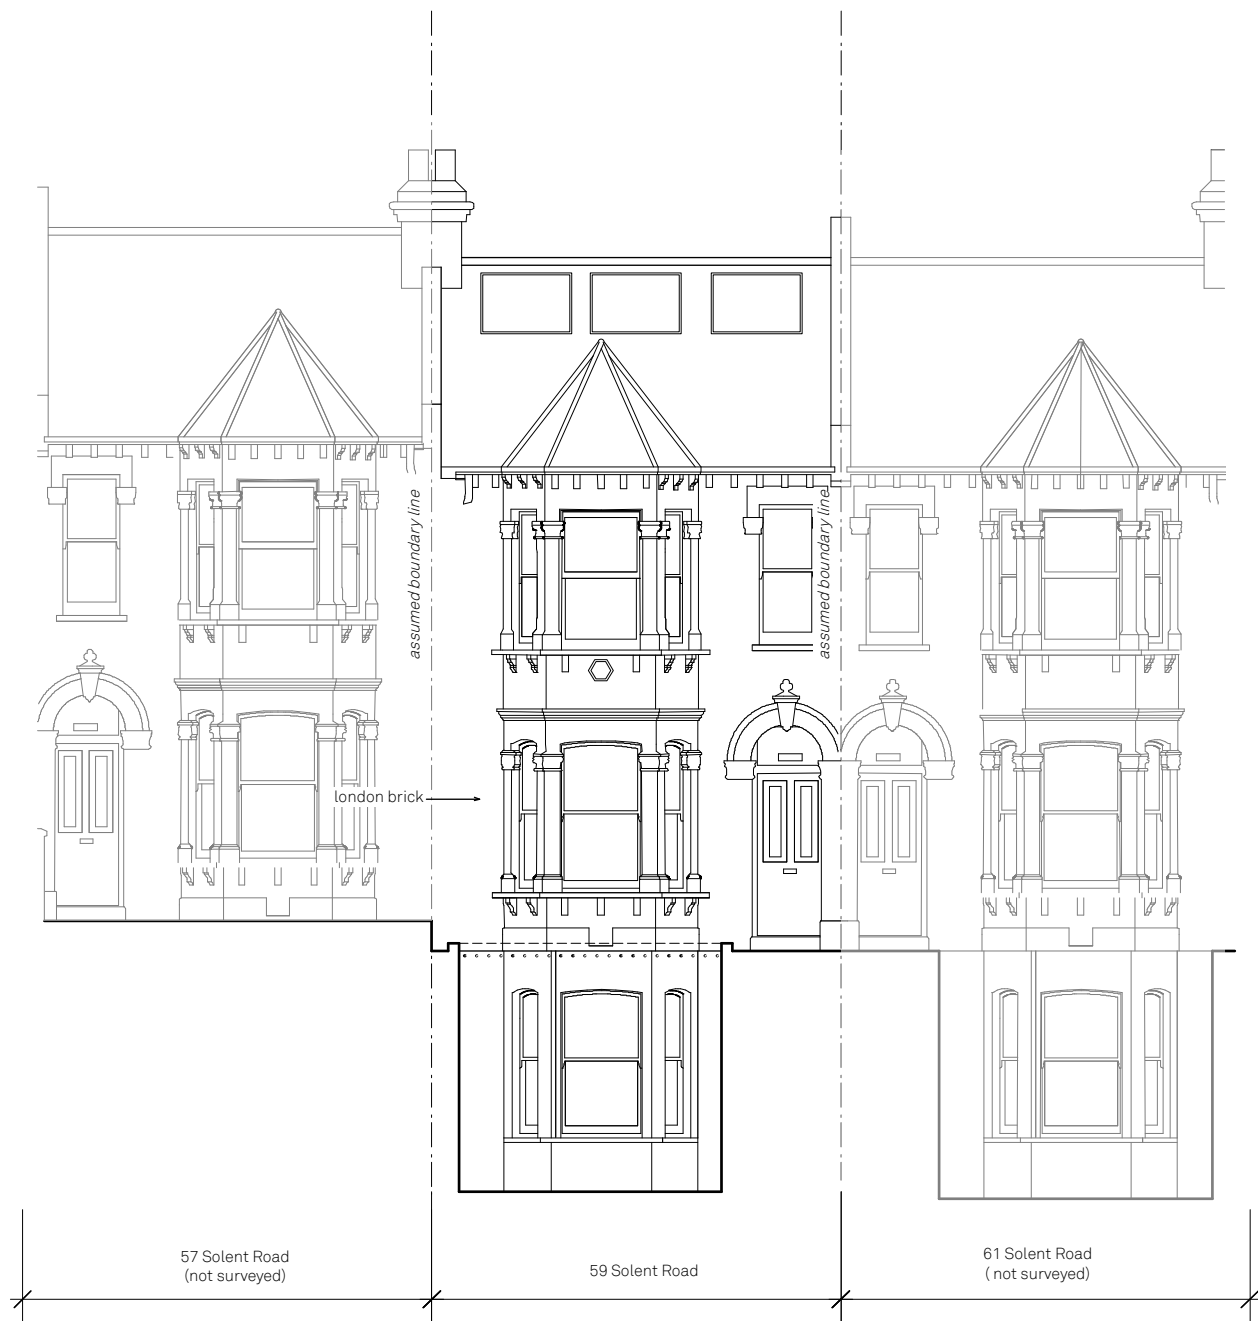 assumed boundary line
assumed boundary line
london brick
57 Solent Road
(not surveyed)
59 Solent Road
61 Solent Road
( not surveyed)